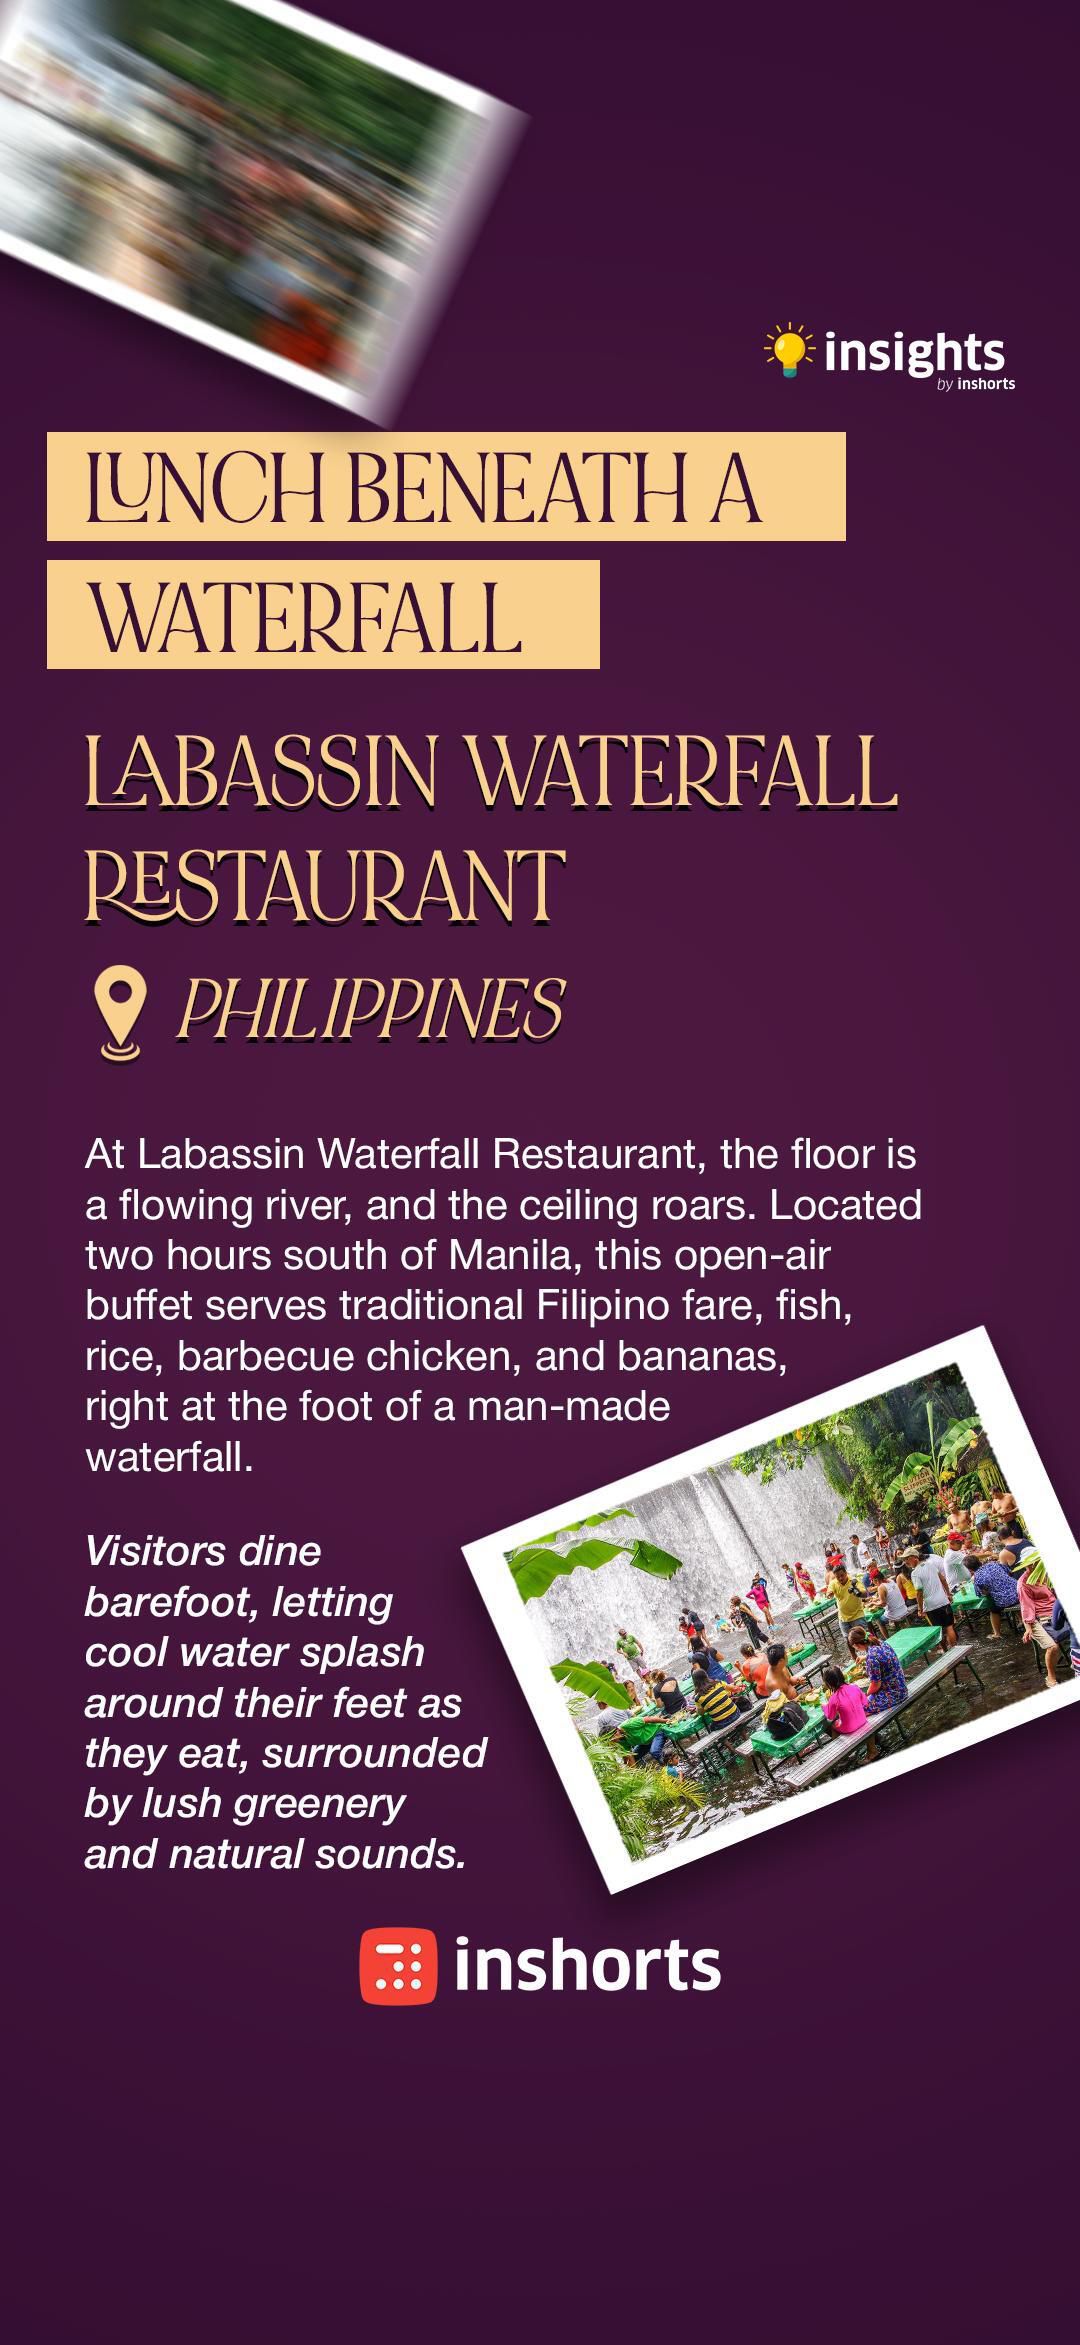 insights
by inshorts
LUNCH BENEATH A
WATERFALL
LABASSIN WATERFALL
RESTAURANT
PHILIPPINES
At Labassin Waterfall Restaurant, the floor is
a flowing river, and the ceiling roars. Located
two hours south of Manila, this open-air
buffet serves traditional Filipino fare, fish,
rice, barbecue chicken, and bananas,
right at the foot of a man-made
waterfall.
Visitors dine
barefoot, letting
cool water splash
around their feet as
they eat, surrounded
by lush greenery
and natural sounds.
inshorts